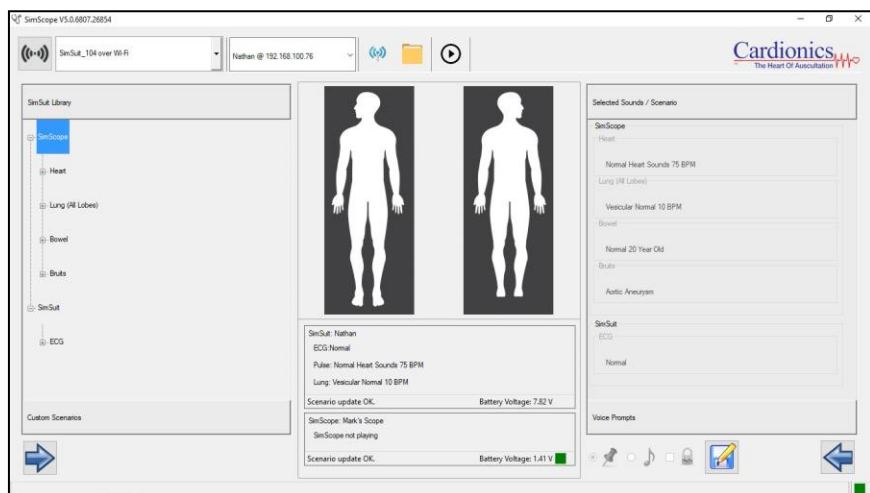 SimScope V5.0.6807.26854
SimSuit_104 over Wi-Fi
Nathan @ 192.168.100.76
Cardionics
The Heart Of Auscultation
SimSuit Library
SimScope
Heart
Lung (All Lobes)
Bowel
Bruits
SimSuit
ECG
Custom Scenarios
SimSuit: Nathan
ECG:Normal
Pulse: Normal Heart Sounds 75 BPM
Lung: Vesicular Normal 10 BPM
Scenario update OK. Battery Voltage: 7.82 V
SimScope: Mark's Scope
SimScope not playing
Scenario update OK. Battery Voltage: 1.41 V
Selected Sounds / Scenario
SimScope
Heart
Normal Heart Sounds 75 BPM
Lung (All Lobes)
Vesicular Normal 10 BPM
Bowel
Normal 20 Year Old
Bruits
Aortic Aneurysm
SimSuit
ECG
Normal
Voice Prompts